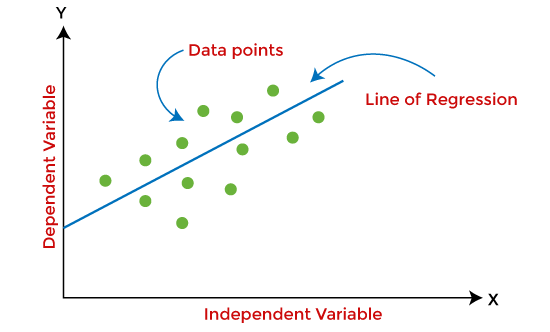 Y
Data points
Line of Regression
Dependent Variable
X
Independent Variable